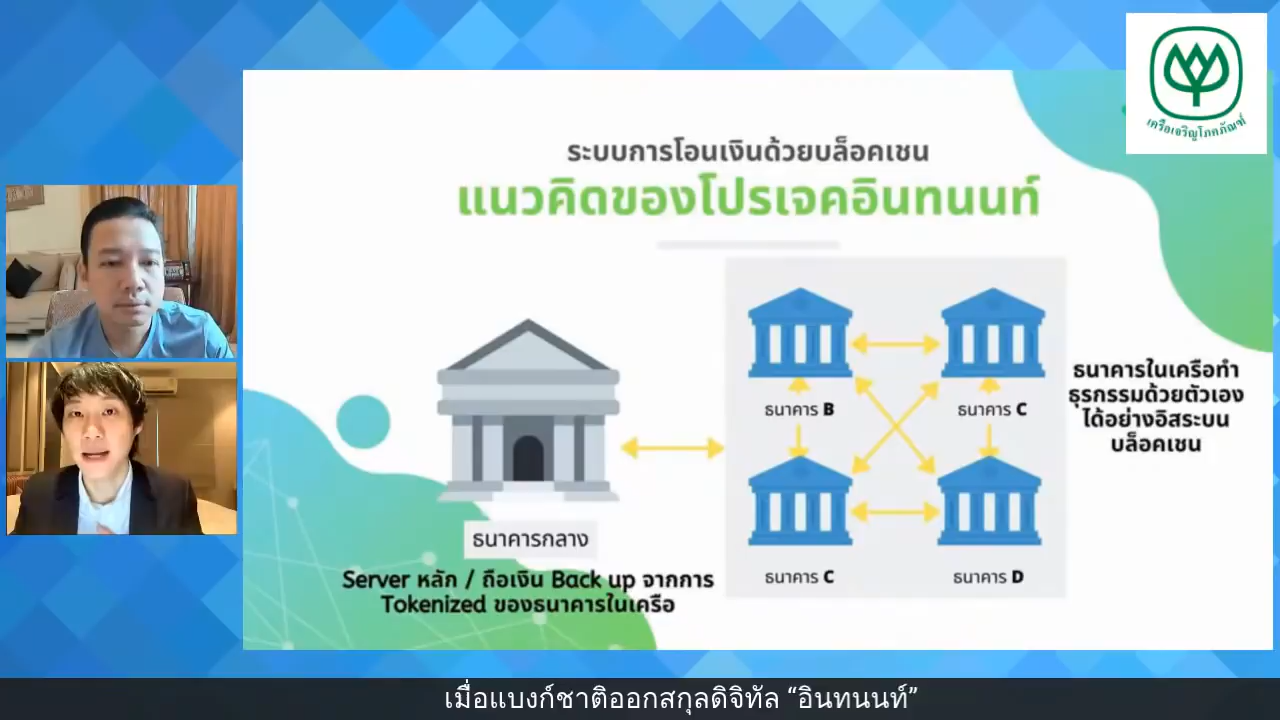 เครือเจริญโภคภัณฑ์
ระบบการโอนเงินด้วยบล็อคเชน
แนวคิดของโปรเจคอินทนนท์
ธนาคาร B
ธนาคาร C
ธนาคารในเครือทำ
ธุรกรรมด้วยตัวเอง
ได้อย่างอิสระบน
บล็อคเชน
ธนาคารกลาง
ธนาคาร C
ธนาคาร D
Server หลัก / ถือเงิน Back up จากการ
Tokenized ของธนาคารในเครือ
เมื่อแบงก์ชาติออกสกุลดิจิทัล “อินทนนท์”